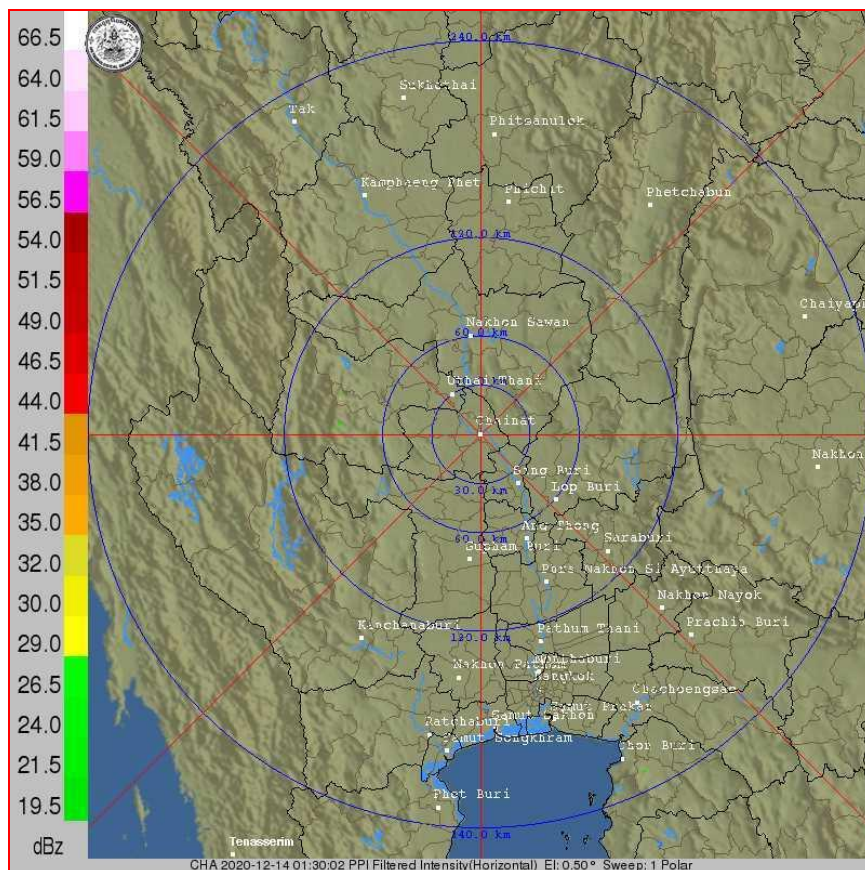 66.5
64.0
61.5
59.0
56.5
54.0
51.5
49.0
46.5
44.0
41.5
38.0
35.0
32.0
30.0
29.0
26.5
24.0
21.5
19.5
dBz
240.0 km
Sukhothai
Tak
Phitsanulok
Kamphaeng Phet
Phichit
Phetchabun
120.0 km
Chaiyaph
Nakhon Sawan
60.0 km
Uthai Thani
Chainat
Nakhon
Sing Buri
30.0 km
Lop Buri
Ang Thong
60.0 km
Suphan Buri
Saraburi
Pora Nakhon Si Ayutthaya
Nakhon Nayok
Kanchanaburi
120.0 km
Pathum Thani
Prachin Buri
Nonthaburi
Nakhon Pathom
Bangkok
Chachoengsao
Samut Prakan
Samut Sakhon
Ratchaburi
Samut Songkhram
Chon Buri
Phet Buri
240.0 km
Tenasserim
CHA 2020-12-14 01:30:02 PPI Filtered Intensity(Horizontal) El: 0.50° Sweep: 1 Polar